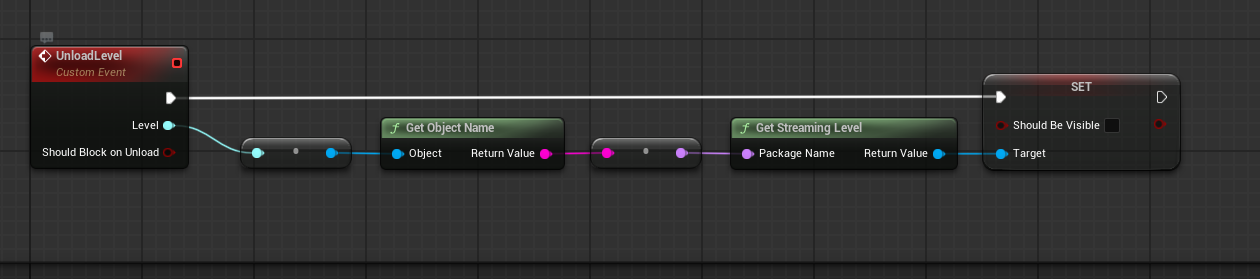 UnloadLevel
Custom Event
Level
Should Block on Unload
f Get Object Name
Object Return Value
f Get Streaming Level
Package Name Return Value
SET
Should Be Visible
Target